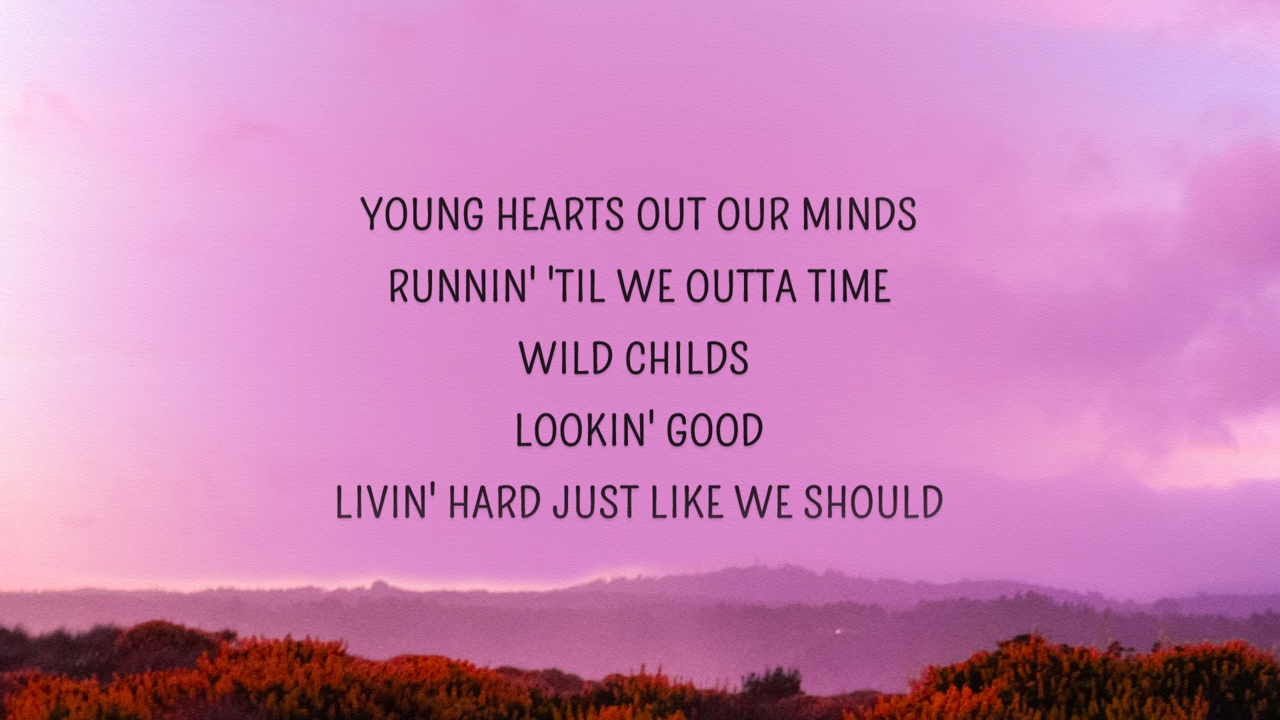 YOUNG HEARTS OUT OUR MINDS
RUNNIN' 'TIL WE OUTTA TIME
WILD CHILDS
LOOKIN' GOOD
LIVIN' HARD JUST LIKE WE SHOULD